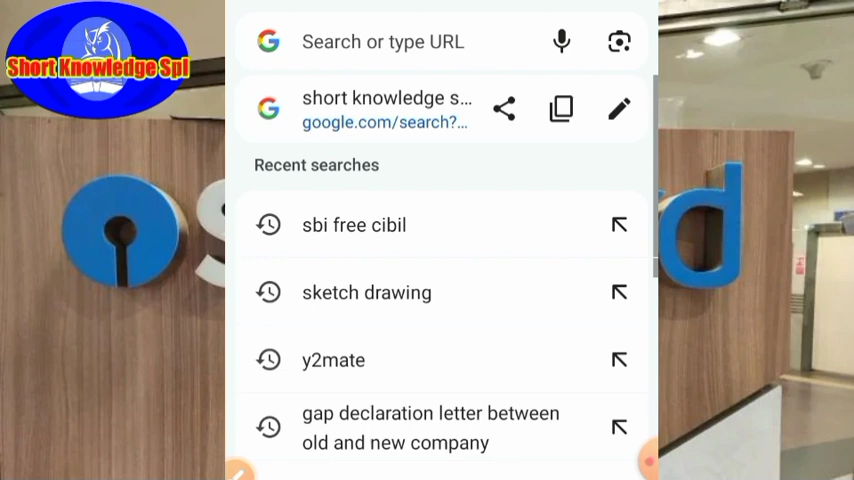 Short Knowledge Spl
Search or type URL
short knowledge s...
google.com/search?...
Recent searches
sbi free cibil
sketch drawing
y2mate
gap declaration letter between
old and new company
S
d